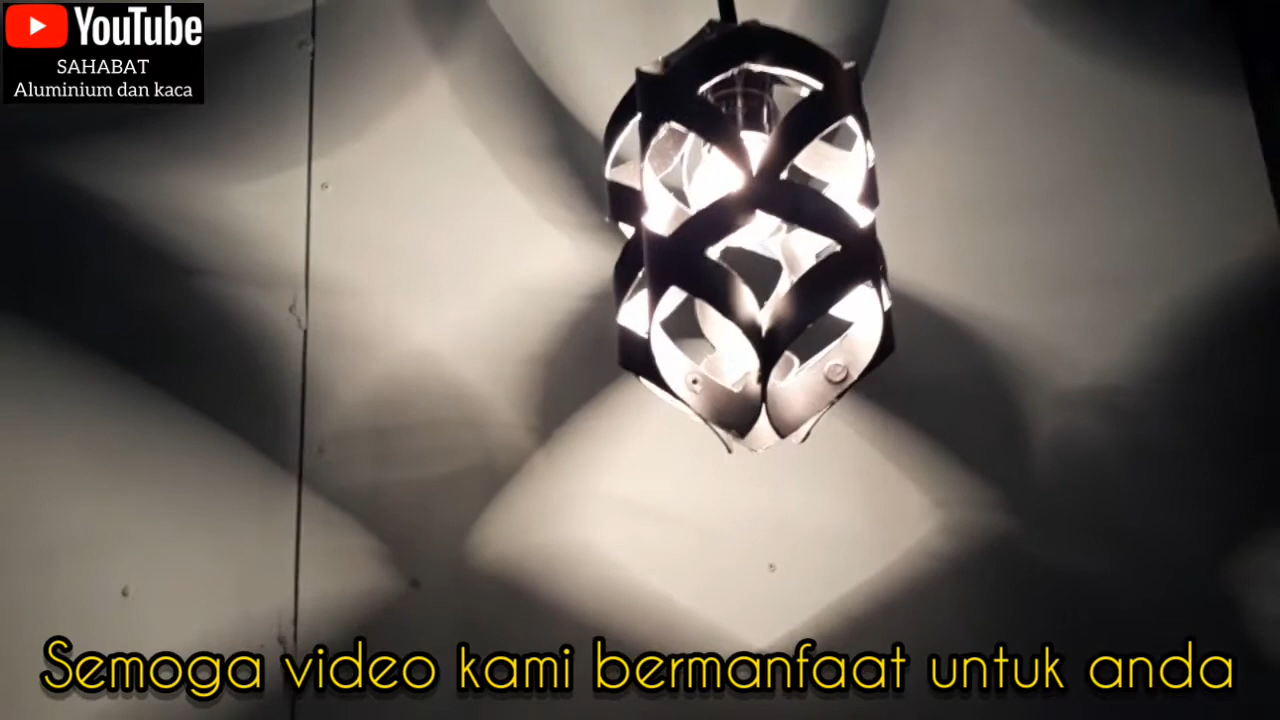 YouTube
SAHABAT
Aluminium dan kaca
Semoga video kami bermanfaat untuk anda